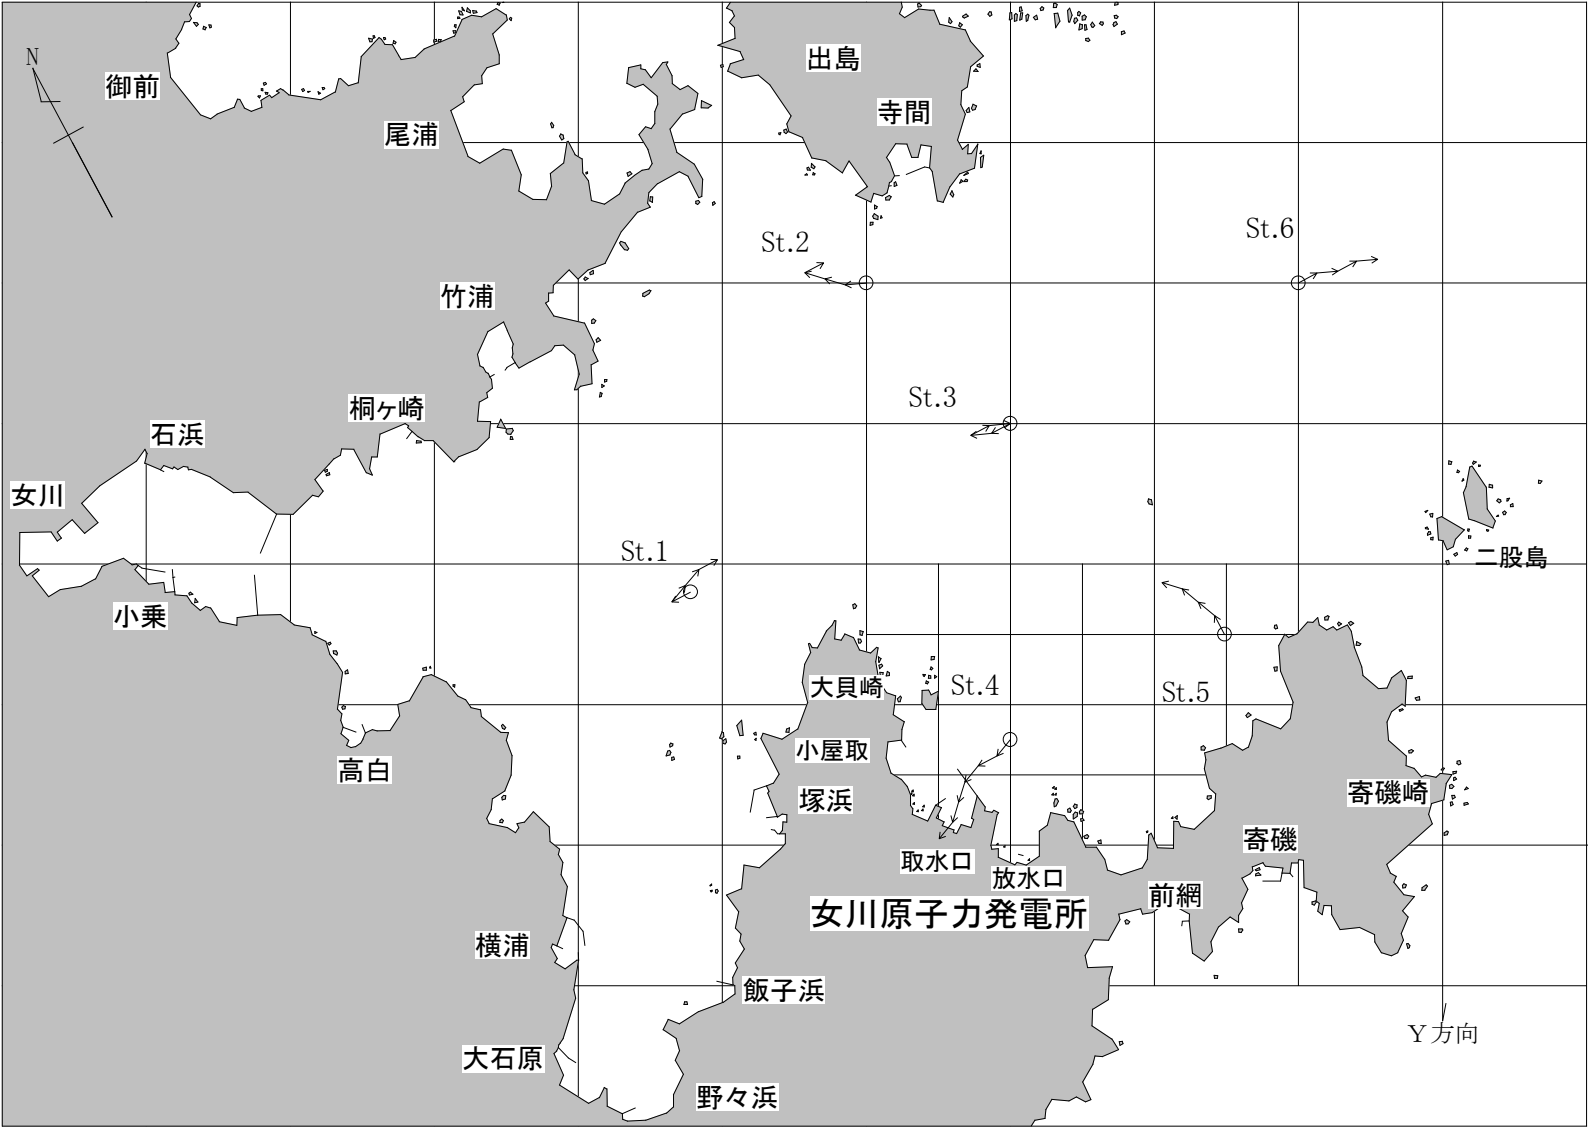 N
御前
出島
寺間
尾浦
St.2
St.6
竹浦
桐ヶ崎
St.3
石浜
女川
St.1
二股島
小乗
大貝崎
St.4
St.5
小屋取
高白
塚浜
寄磯崎
寄磯
取水口
放水口
前網
女川原子力発電所
横浦
飯子浜
Y方向
大石原
野々浜